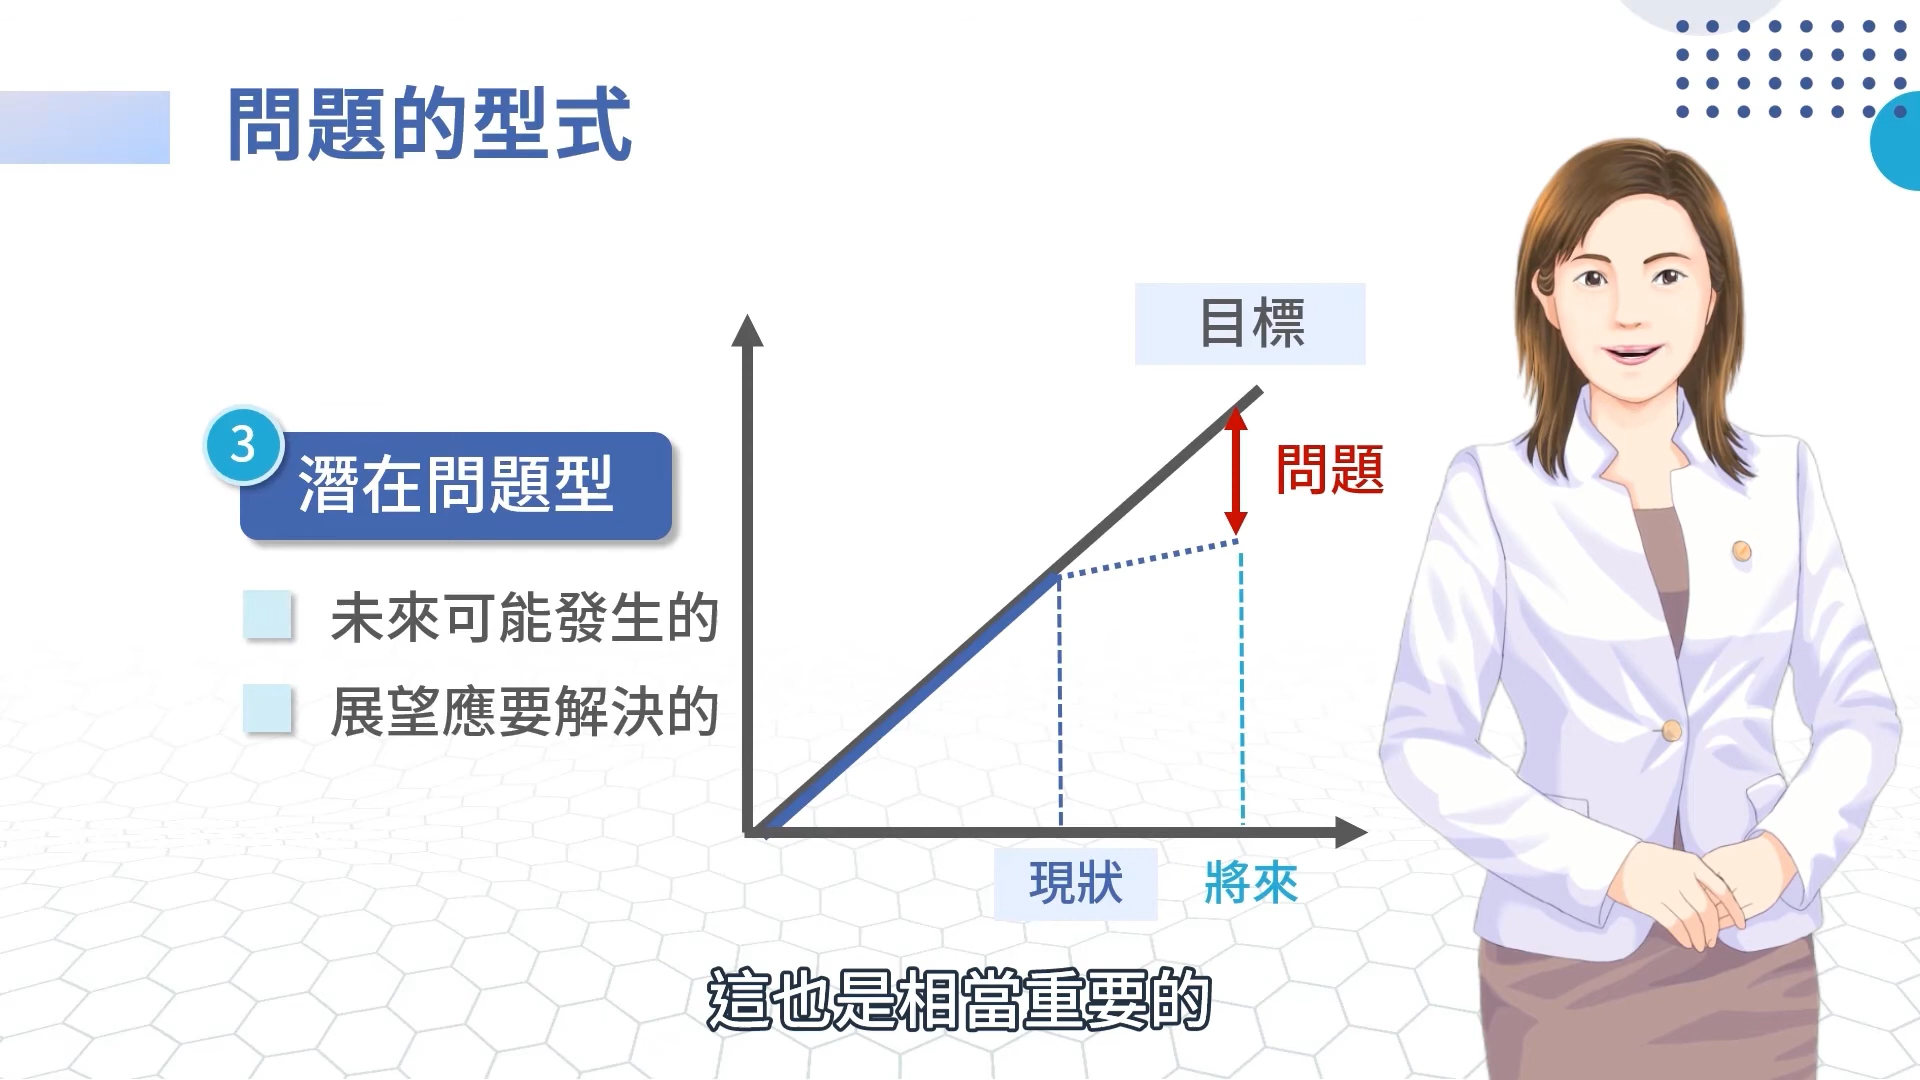 問題的型式
3
潛在問題型
未來可能發生的
展望應要解決的
目標
問題
現狀
將來
這也是相當重要的